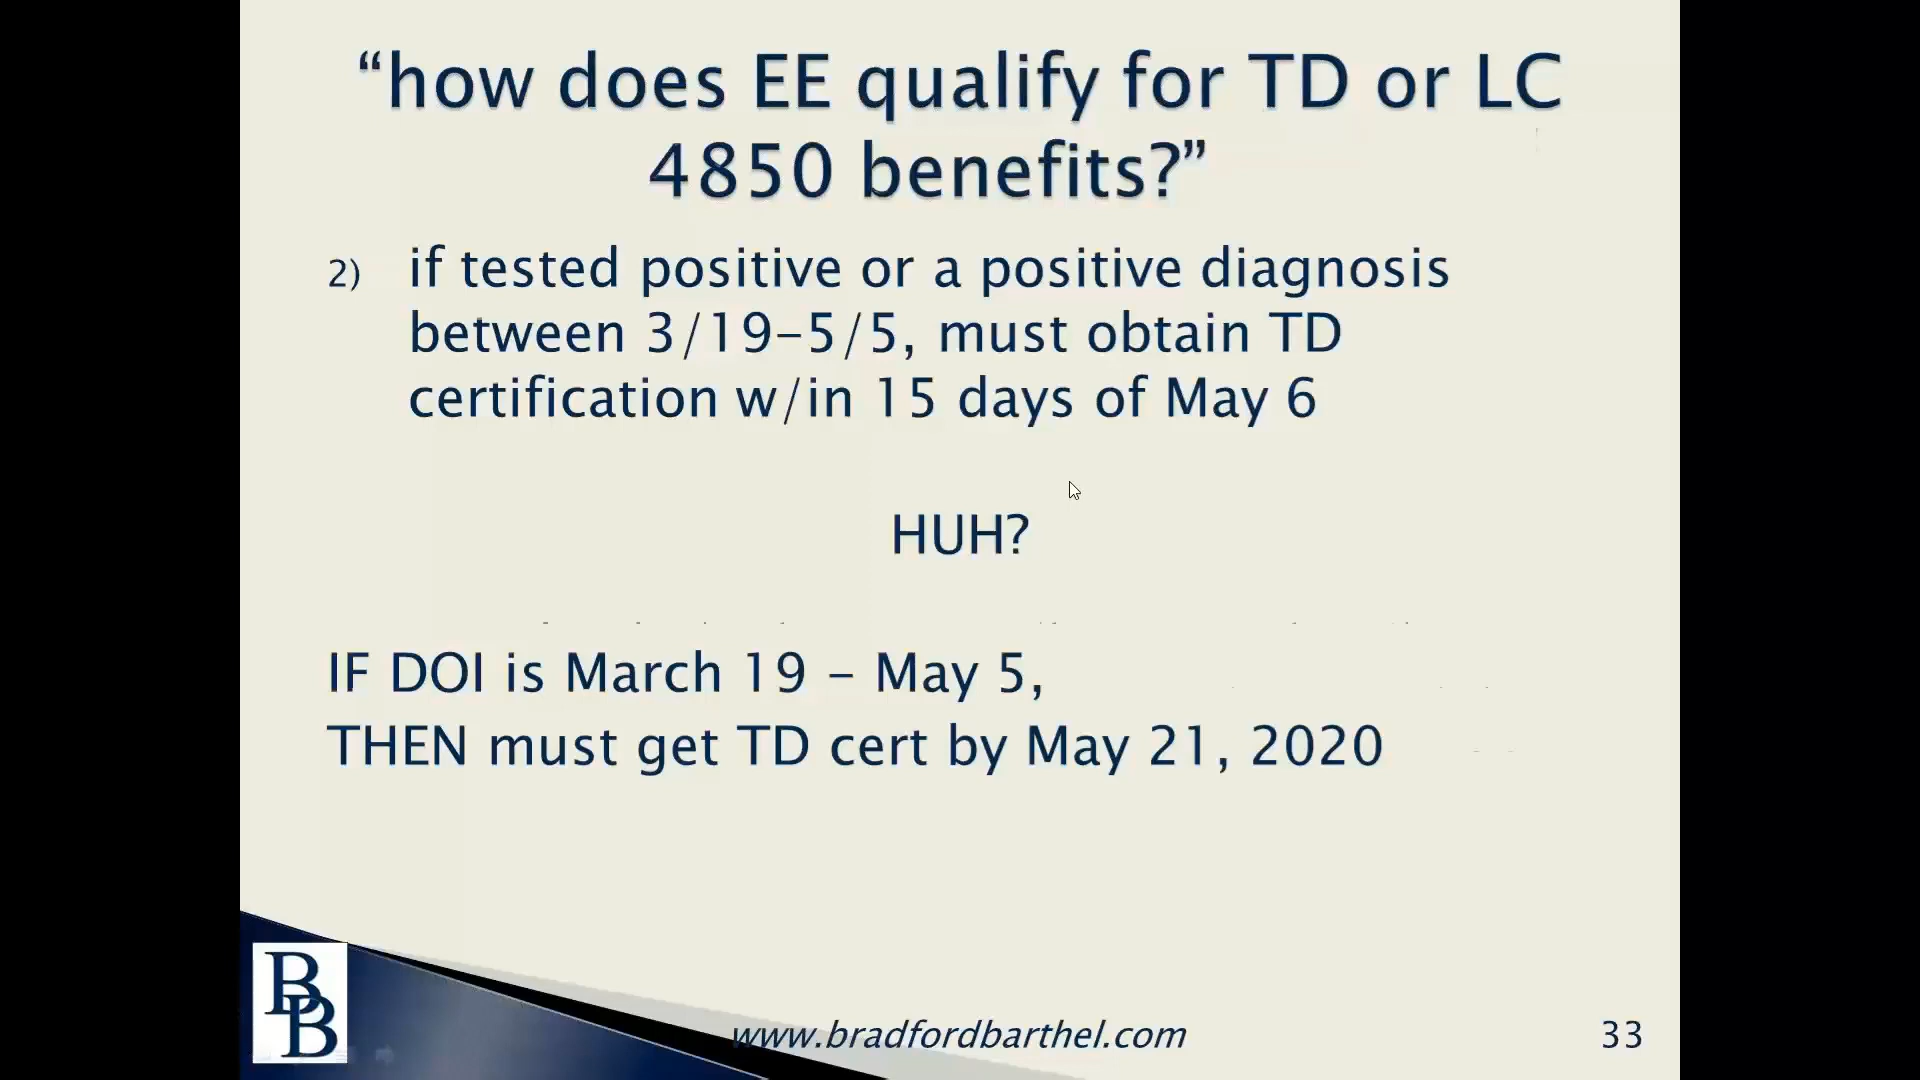 “how does EE qualify for TD or LC
4850 benefits?”
2) if tested positive or a positive diagnosis
between 3/19-5/5, must obtain TD
certification w/in 15 days of May 6
HUH?
IF DOI is March 19 – May 5,
THEN must get TD cert by May 21, 2020
BB
www.bradfordbarthel.com
33